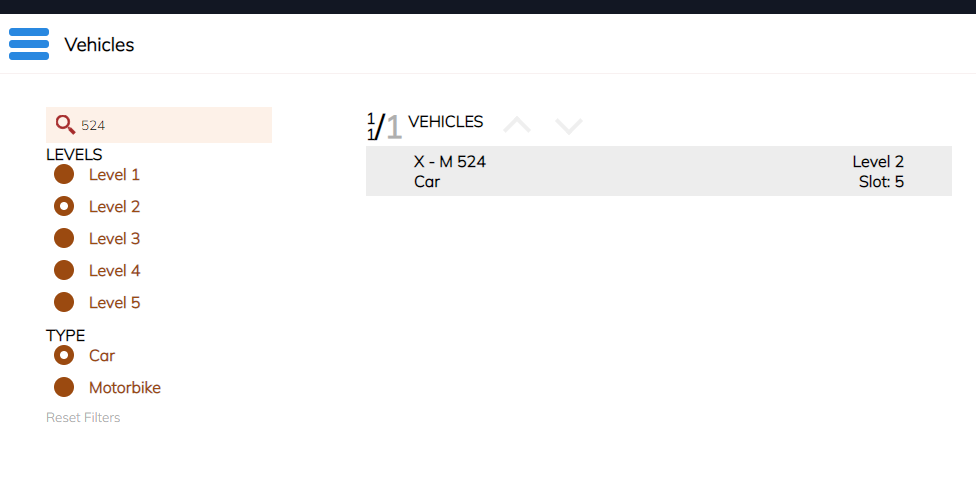 Vehicles
524
LEVELS
Level 1
Level 2
Level 3
Level 4
Level 5
TYPE
Car
Motorbike
Reset Filters
1/1 1 VEHICLES
X - M 524 Level 2
Car Slot: 5